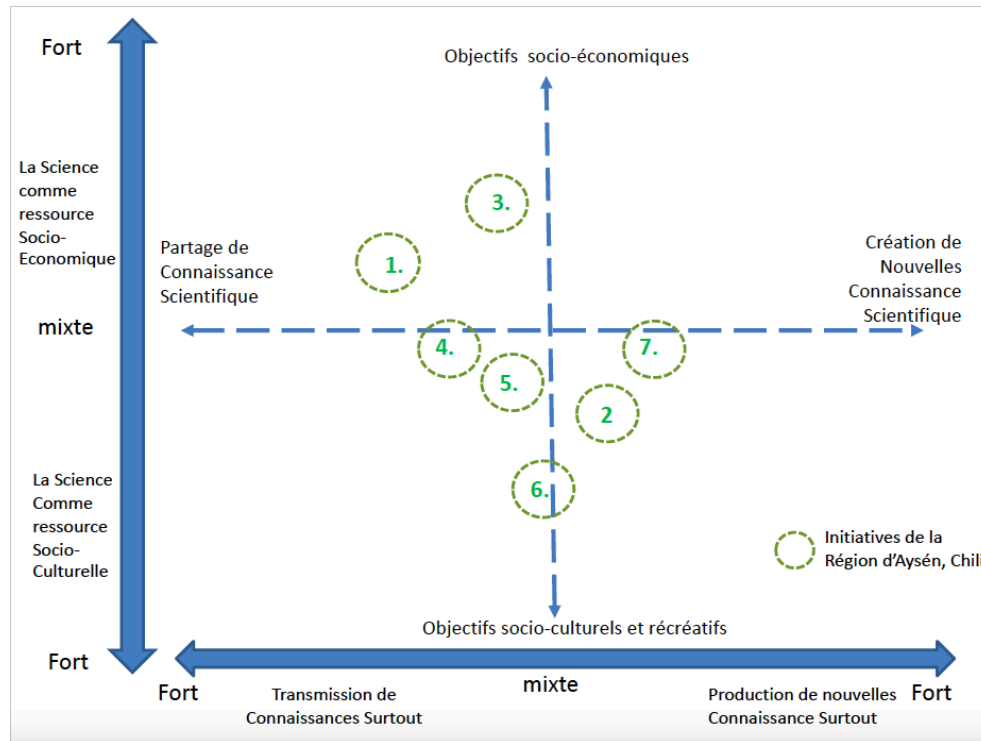 Fort
Objectifs socio-économiques
La Science
comme
ressource
Socio-
Economique
3.
Partage de
Connaissance
Scientifique
1.
Création de
Nouvelles
Connaissance
Scientifique
mixte
4.
7.
5.
2
La Science
Comme
ressource
Socio-
Culturelle
6.
Initiatives de la
Région d'Aysén, Chili
Objectifs socio-culturels et récréatifs
Fort
Fort
Transmission de
Connaissances Surtout
mixte
Production de nouvelles
Connaissance Surtout
Fort